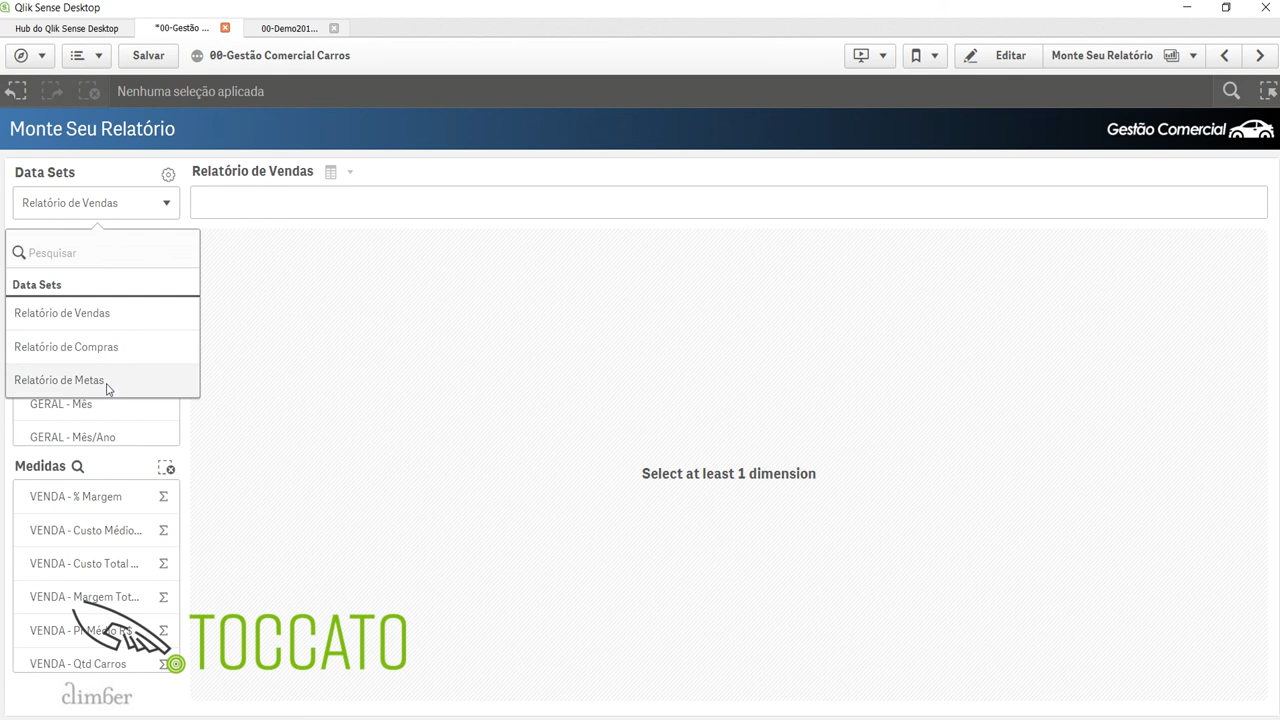 Qlik Sense Desktop
Hub do Qlik Sense Desktop
*00-Gestão ...
00-Demo201...
Salvar
00-Gestão Comercial Carros
Editar
Monte Seu Relatório
Nenhuma seleção aplicada
Monte Seu Relatório
Gestão Comercial
Data Sets
Relatório de Vendas
Relatório de Vendas
Pesquisar
Data Sets
Relatório de Vendas
Relatório de Compras
Relatório de Metas
GERAL - Mês
GERAL - Mês/Ano
Select at least 1 dimension
Medidas
VENDA - % Margem Σ
VENDA - Custo Médio... Σ
VENDA - Custo Total ... Σ
VENDA - Margem Tot... Σ
VENDA - Pr Médio R$ Σ
VENDA - Qtd Carros Σ
TOCCATO
climber